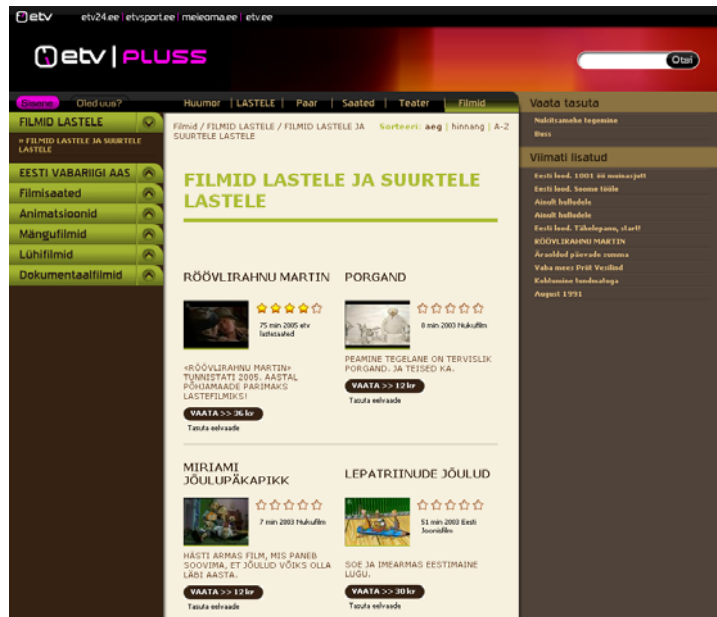 etv etv24.ee | etvsport.ee | meieoma.ee | etv.ee
etv | PLUSS
Otsi
Sisene Oled uus?
Huumor | LASTELE | Paar | Saated | Teater | Filmid
FILMID LASTELE
» FILMID LASTELE JA SUURTELE
LASTELE
EESTI VABARIIGI AAS
Filmisaated
Animatsioonid
Mängufilmid
Lühifilmid
Dokumentaalfilmid
Filmid / FILMID LASTELE / FILMID LASTELE JA
SUURTELE LASTELE
Sorteeri: aeg | hinnang | A-Z
FILMID LASTELE JA SUURTELE
LASTELE
RÖÖVLIRAHNU MARTIN
75 min 2005 etv
lastesaated
«RÖÖVLIRAHNU MARTIN»
TUNNISTATI 2005. AASTAL
PÕHJAMAADE PARIMAKS
LASTEFILMIKS!
VAATA >> 36 kr
Tasuta eelvaade
PORGAND
8 min 2003 Nukufilm
PEAMINE TEGELANE ON TERVISLIK
PORGAND. JA TEISED KA.
VAATA >> 12 kr
Tasuta eelvaade
MIRIAMI
JÕULUPÄKAPIKK
7 min 2003 Nukufilm
HÄSTI ARMAS FILM, MIS PANEB
SOOVIMA, ET JÕULUD VÕIKS OLLA
LÄBI AASTA.
VAATA >> 12 kr
Tasuta eelvaade
LEPATRIINUDE JÕULUD
51 min 2003 Eesti
Joonisfilm
SOE JA IMEARMAS EESTIMAINE
LUGU.
VAATA >> 30 kr
Tasuta eelvaade
Vaata tasuta
Nukitsamehe tegemine
Buss
Viimati lisatud
Eesti lood. 1001 öö muinasjutt
Eesti lood. Soome tööle
Ainult hulludele
Ainult hulludele
Eesti lood. Tähelepanu, start!
RÖÖVLIRAHNU MARTIN
Äraoldud päevade summa
Vaba mees Priit Vesilind
Kohtumine tundmatuga
August 1991